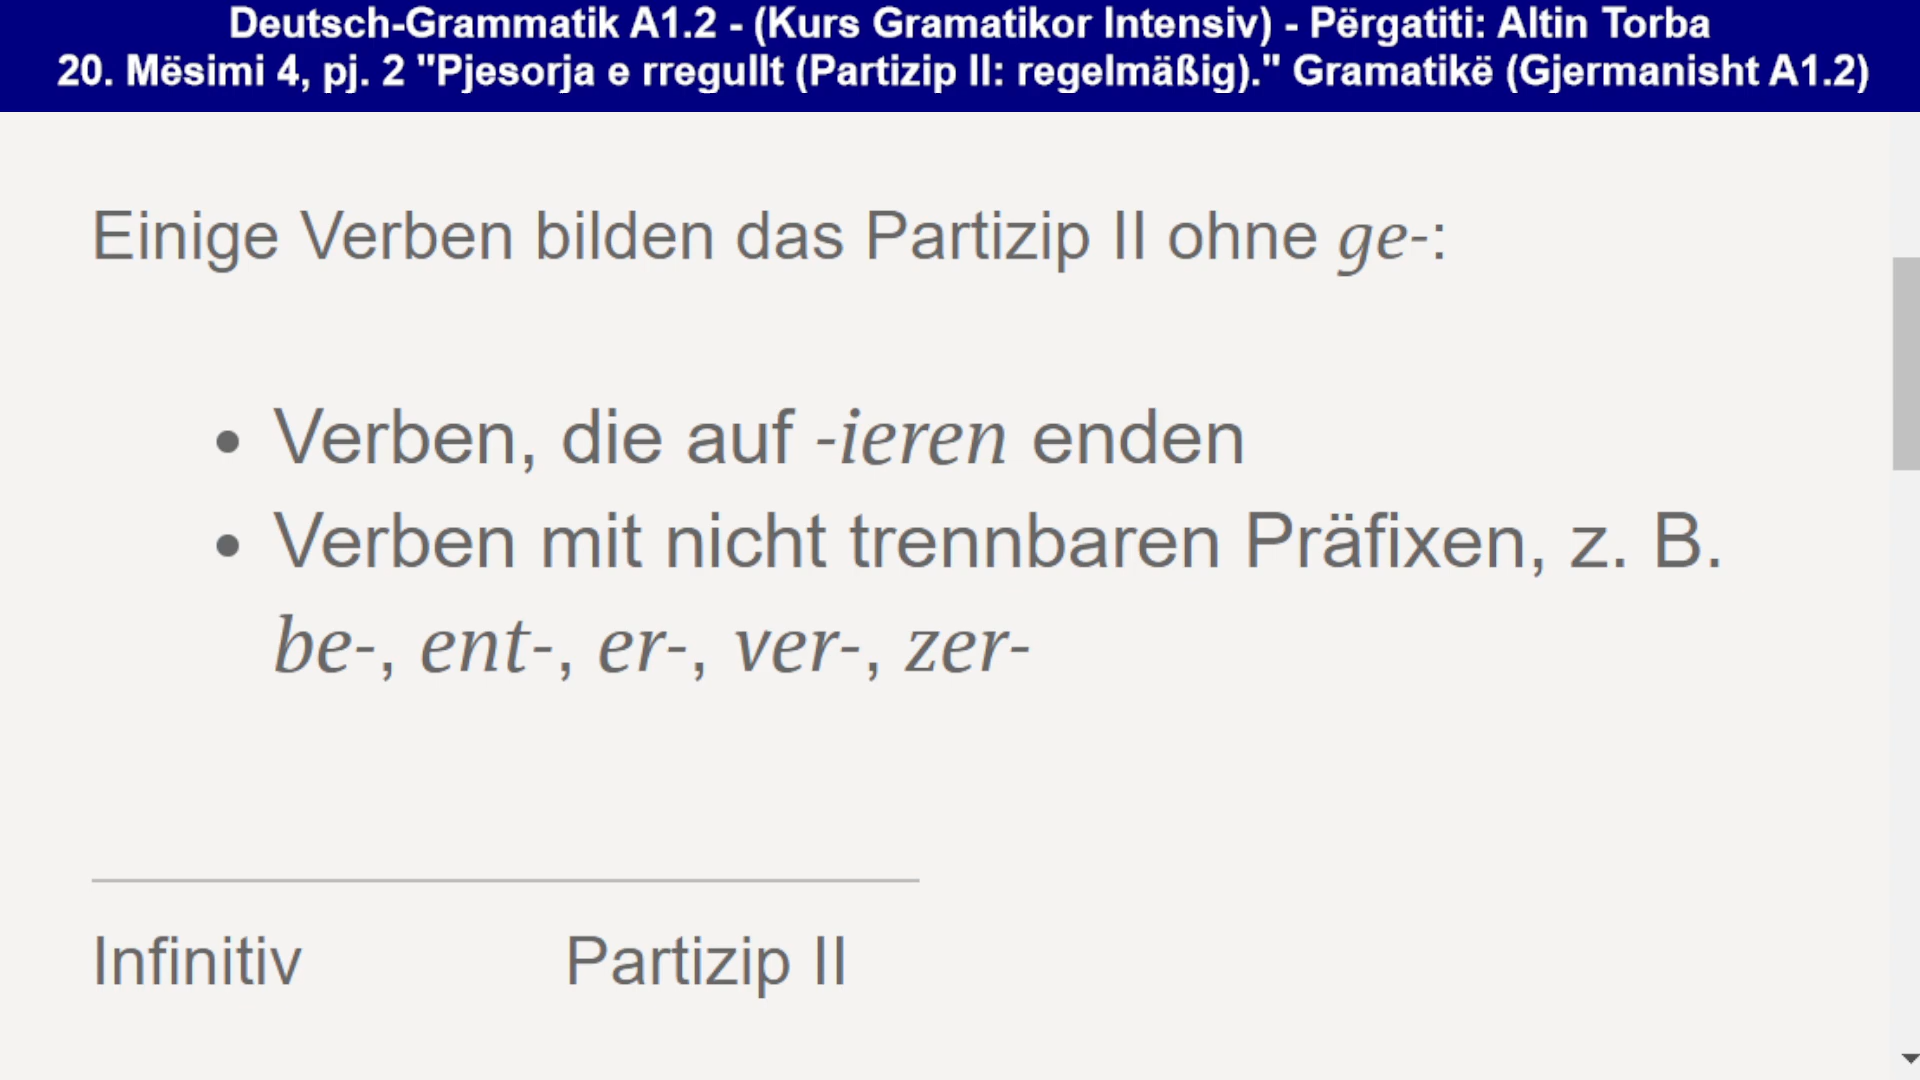 Deutsch-Grammatik A1.2 - (Kurs Gramatikor Intensiv) - Përgatiti: Altin Torba
20. Mësimi 4, pj. 2 "Pjesorja e rregullt (Partizip II: regelmäßig)." Gramatikë (Gjermanisht A1.2)
Einige Verben bilden das Partizip II ohne ge-:
• Verben, die auf -ieren enden
• Verben mit nicht trennbaren Präfixen, z. B.
be-, ent-, er-, ver-, zer-
Infinitiv Partizip II